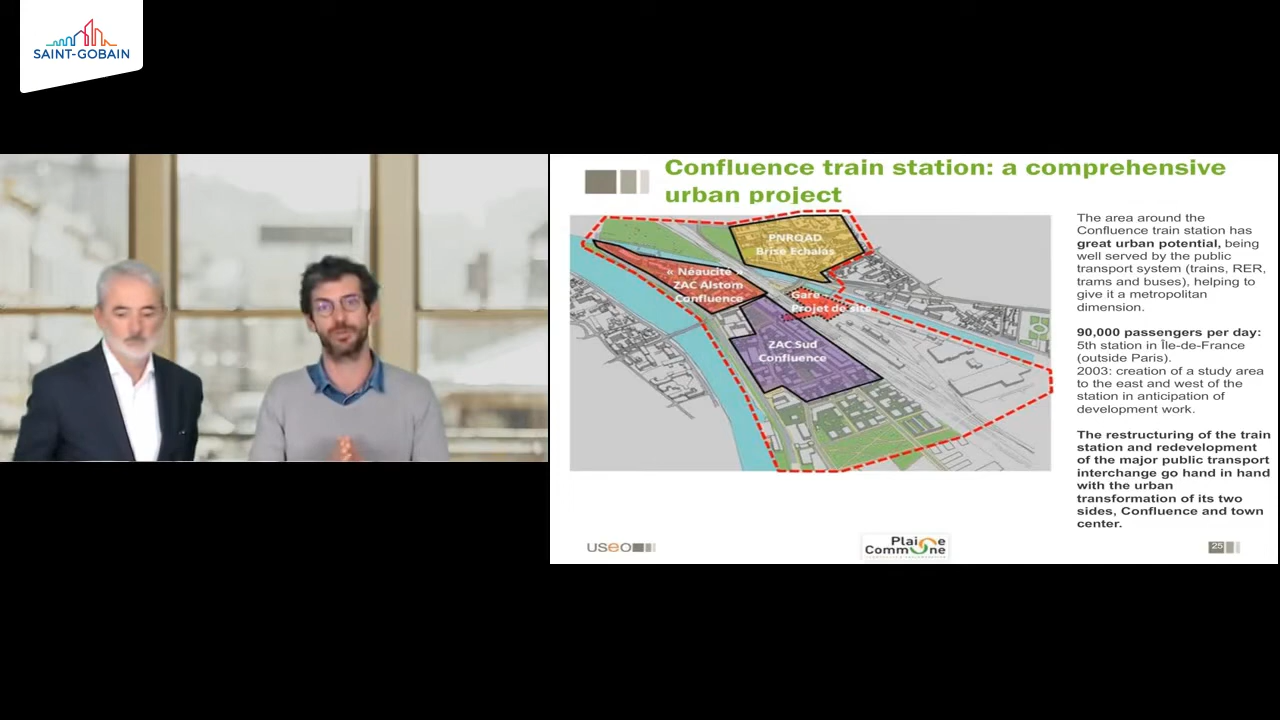 SAINT-GOBAIN
Confluence train station: a comprehensive
urban project
PNRQAD
Brise Echalas
« Néaucité »
ZAC Alstom
Confluence
Gare
Projet de site
ZAC Sud
Confluence
The area around the
Confluence train station has
great urban potential, being
well served by the public
transport system (trains, RER,
trams and buses), helping to
give it a metropolitan
dimension.
90,000 passengers per day:
5th station in Île-de-France
(outside Paris).
2003: creation of a study area
to the east and west of the
station in anticipation of
development work.
The restructuring of the train
station and redevelopment
of the major public transport
interchange go hand in hand
with the urban
transformation of its two
sides, Confluence and town
center.
useo
Plaine
Commune
25